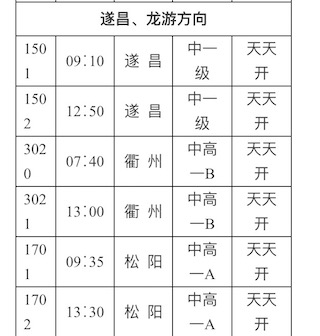 遂昌、龙游方向
1501 09:10 遂昌 中一级 天天开
1502 12:50 遂昌 中一级 天天开
3020 07:40 衢州 中高一B 天天开
3021 13:00 衢州 中高一B 天天开
1701 09:35 松阳 中高一A 天天开
1702 13:30 松阳 中高一A 天天开